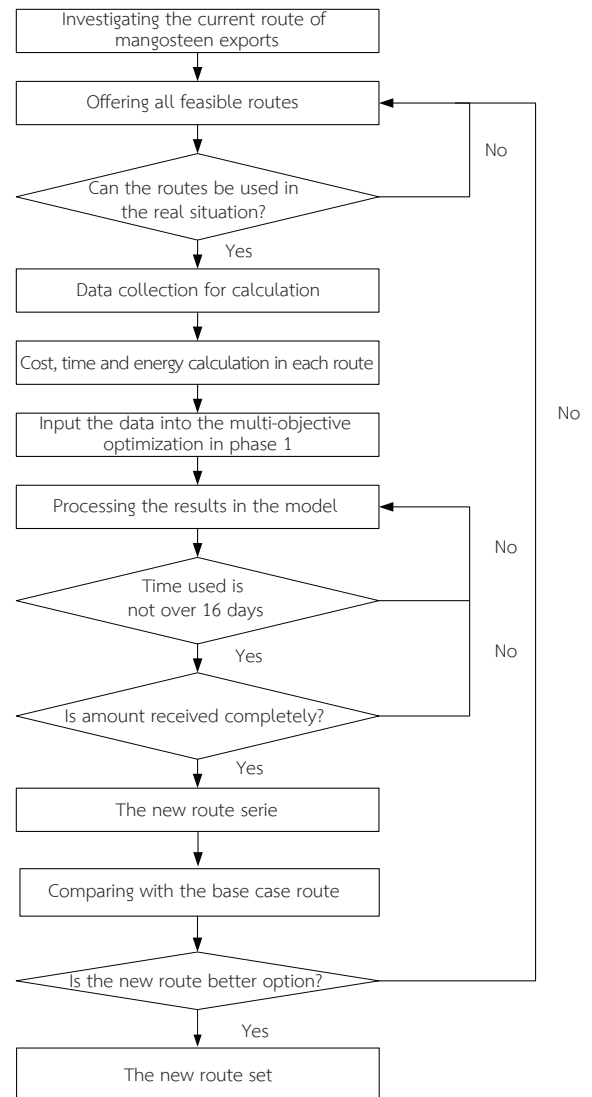 Investigating the current route of
mangosteen exports
Offering all feasible routes
No
Can the routes be used in
the real situation?
Yes
Data collection for calculation
Cost, time and energy calculation in each route
Input the data into the multi-objective
optimization in phase 1
No
Processing the results in the model
No
Time used is
not over 16 days
Yes
No
Is amount received completely?
Yes
The new route serie
Comparing with the base case route
Is the new route better option?
Yes
The new route set